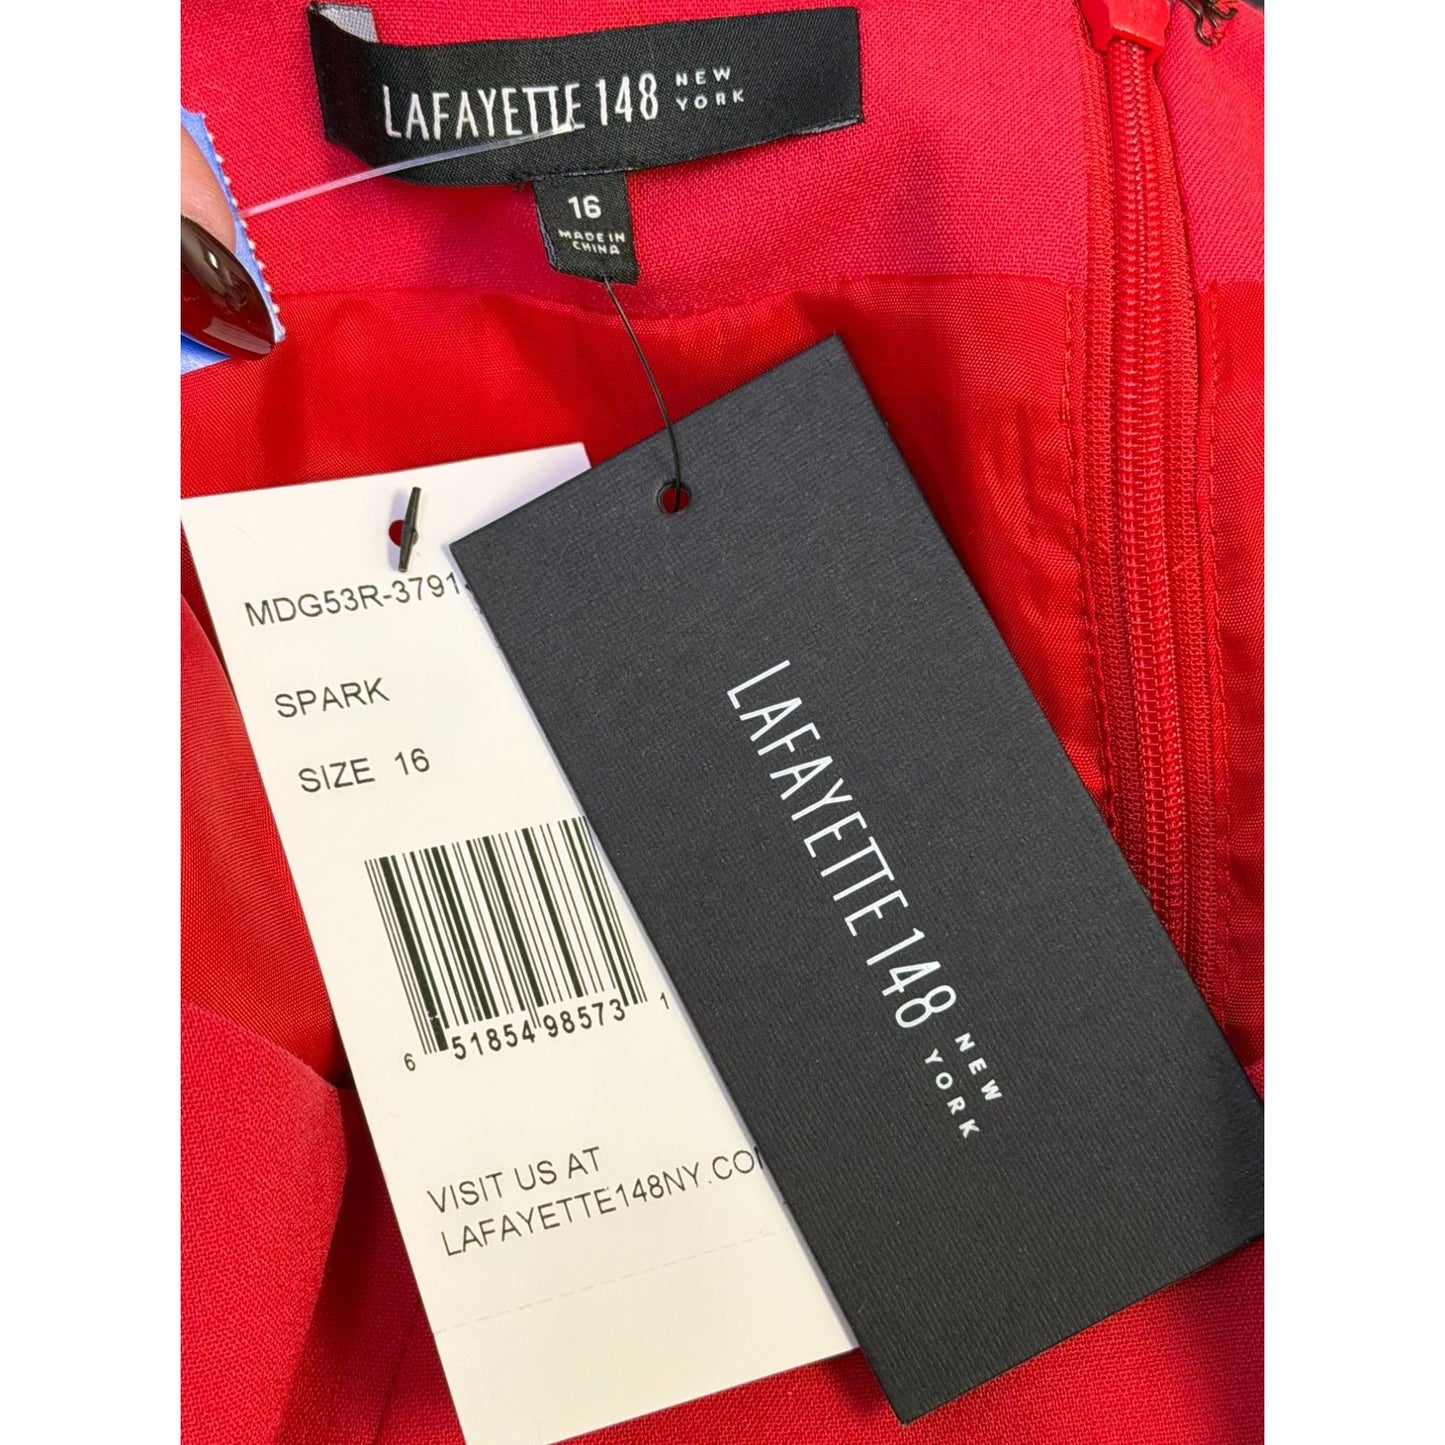 LAFAYETTE 148 NEW YORK
16
MADE IN
CHINA
MDG53R-3791
SPARK
SIZE 16
6 51854 98573 1
VISIT US AT
LAFAYETTE148NY.CO
LAFAYETTE 148 NEW YORK